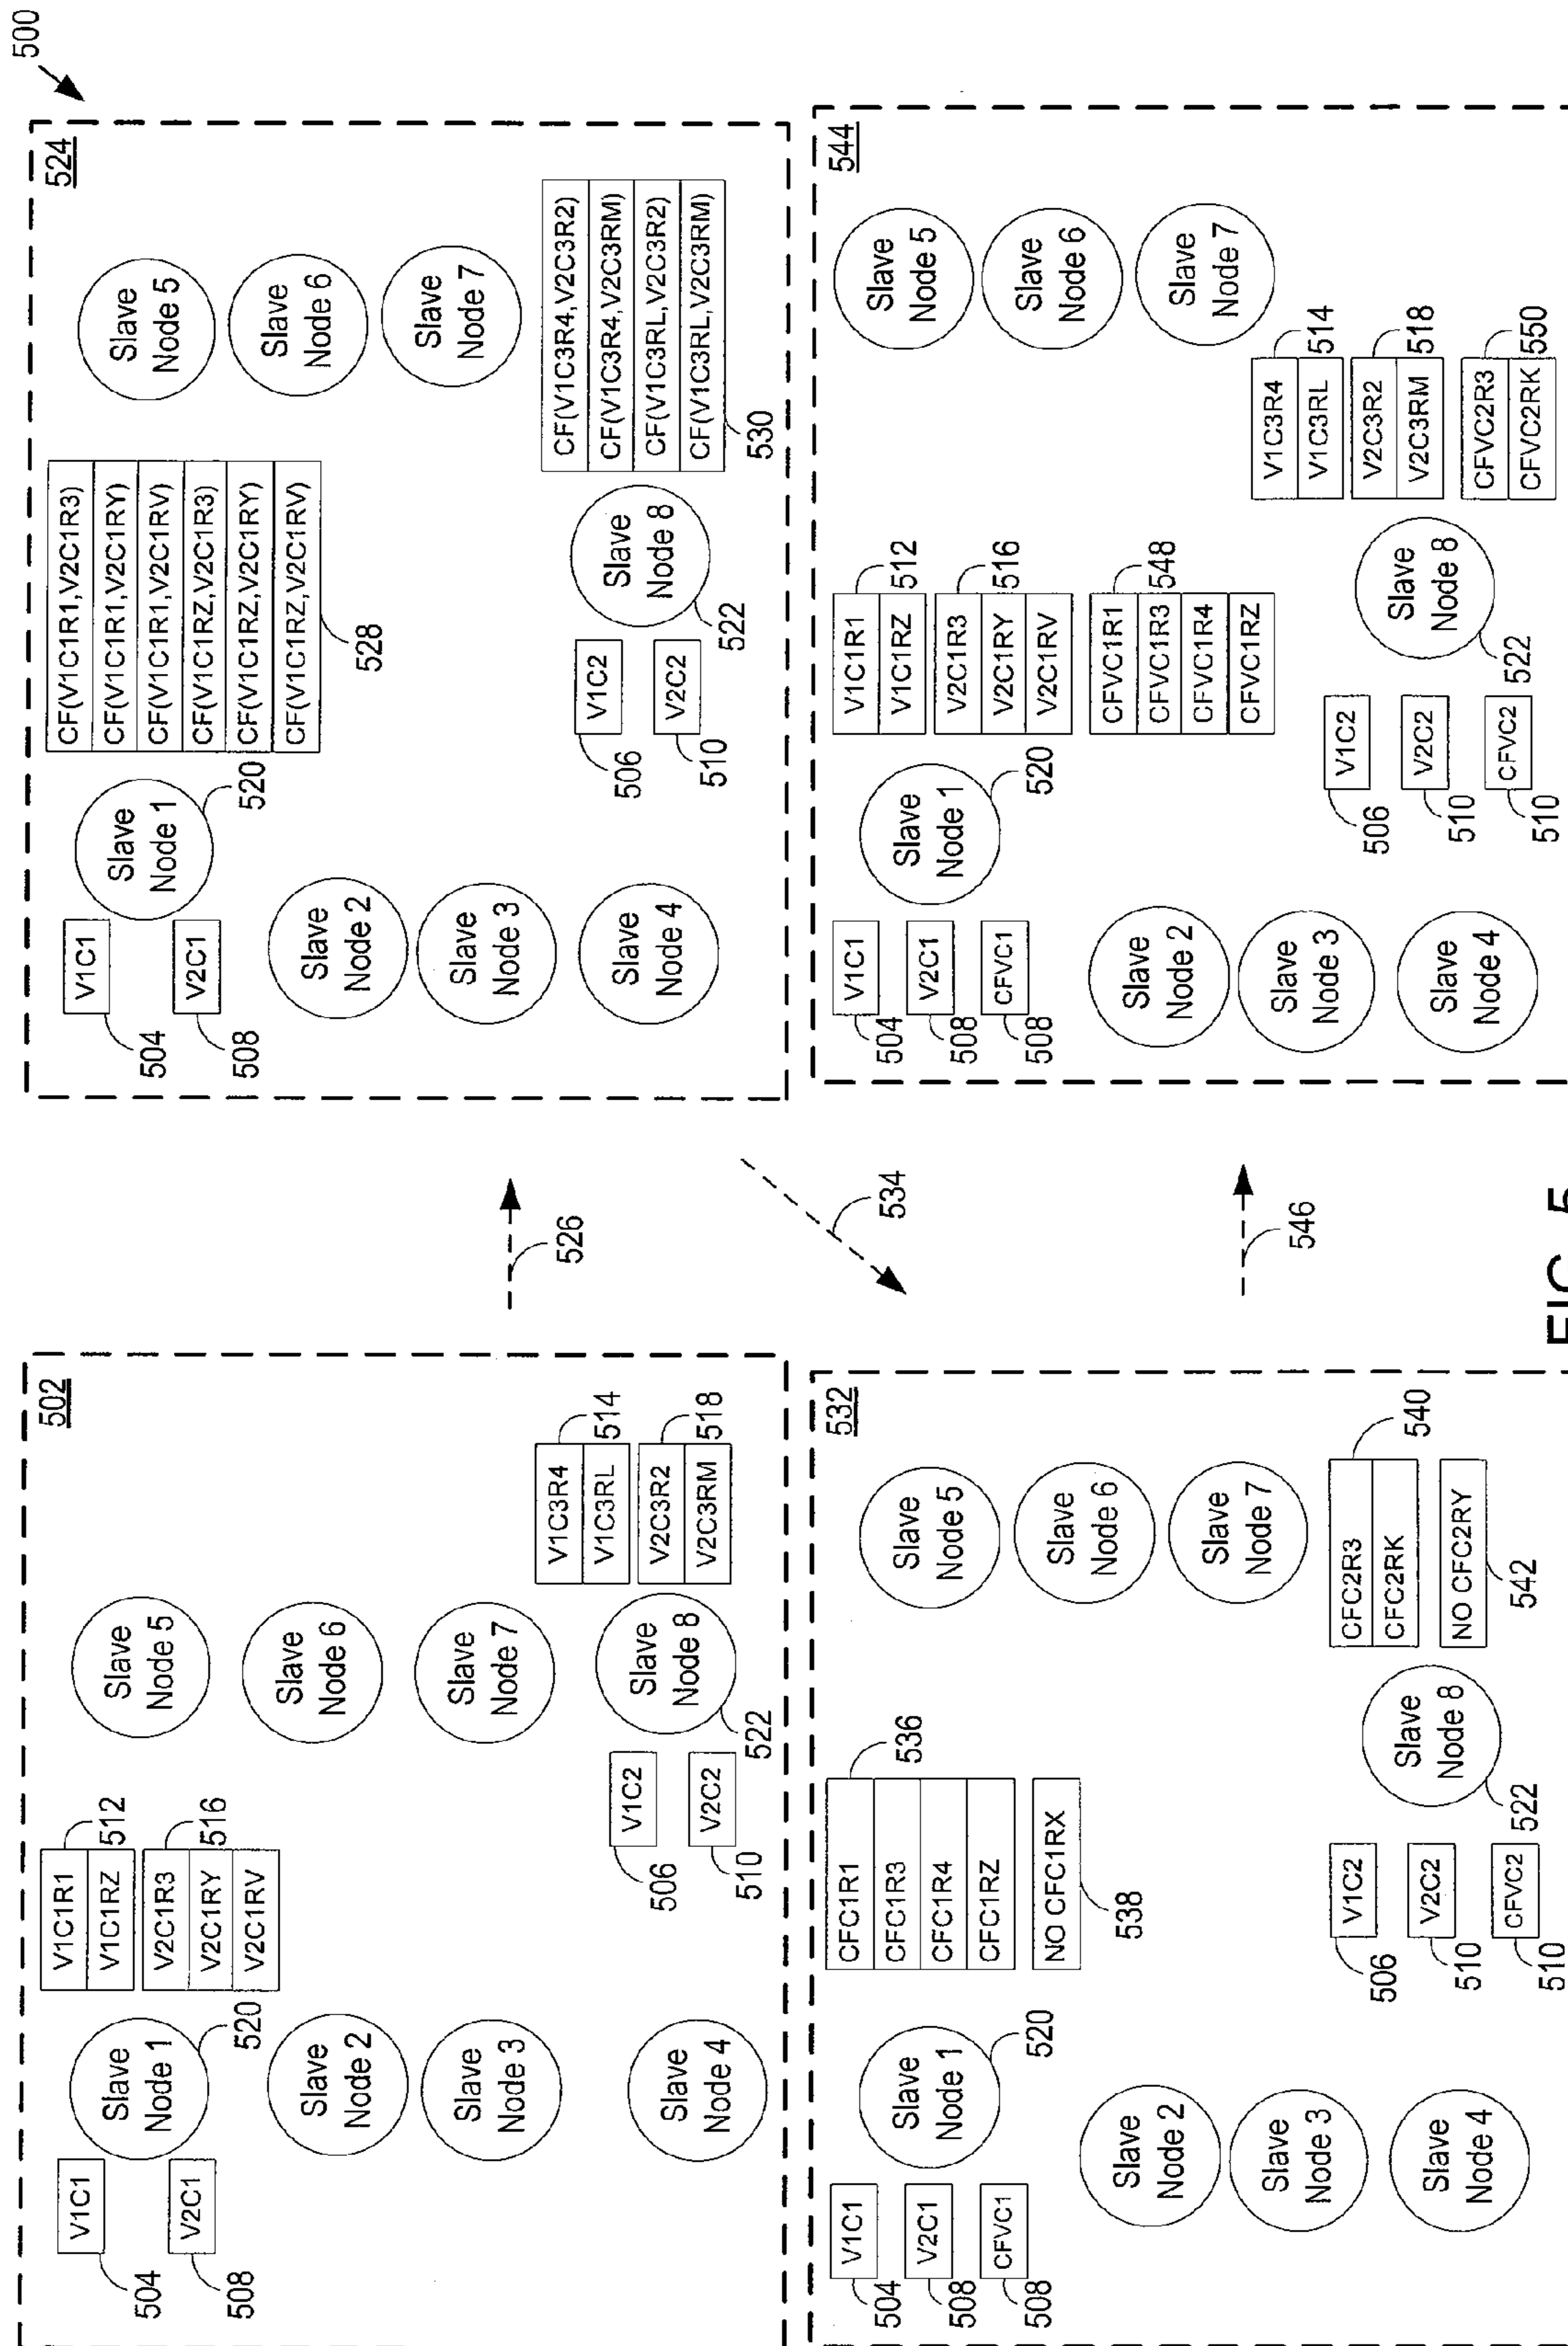 500
502
V1C1
504
V2C1
508
Slave
Node 1
520
V1C1R1
V1C1RZ
512
V2C1R3
V2C1RY
V2C1RV
516
Slave
Node 2
Slave
Node 3
Slave
Node 4
Slave
Node 5
Slave
Node 6
Slave
Node 7
V1C2
506
V2C2
510
Slave
Node 8
522
V1C3R4
V1C3RL
514
V2C3R2
V2C3RM
518
526
524
V1C1
504
V2C1
508
Slave
Node 1
520
CF(V1C1R1,V2C1R3)
CF(V1C1R1,V2C1RY)
CF(V1C1R1,V2C1RV)
CF(V1C1RZ,V2C1R3)
CF(V1C1RZ,V2C1RY)
CF(V1C1RZ,V2C1RV)
528
Slave
Node 2
Slave
Node 3
Slave
Node 4
Slave
Node 5
Slave
Node 6
Slave
Node 7
V1C2
506
V2C2
510
Slave
Node 8
522
CF(V1C3R4,V2C3R2)
CF(V1C3R4,V2C3RM)
CF(V1C3RL,V2C3R2)
CF(V1C3RL,V2C3RM)
530
534
532
V1C1
504
V2C1
508
CFVC1
508
Slave
Node 1
520
CFC1R1
CFC1R3
CFC1R4
CFC1RZ
536
NO CFC1RX
538
Slave
Node 2
Slave
Node 3
Slave
Node 4
Slave
Node 5
Slave
Node 6
Slave
Node 7
V1C2
506
V2C2
510
CFVC2
510
Slave
Node 8
522
CFC2R3
CFC2RK
540
NO CFC2RY
542
546
544
V1C1
504
V2C1
508
CFVC1
508
Slave
Node 1
520
V1C1R1
V1C1RZ
512
V2C1R3
V2C1RY
V2C1RV
516
CFVC1R1
CFVC1R3
CFVC1R4
CFVC1RZ
548
Slave
Node 2
Slave
Node 3
Slave
Node 4
Slave
Node 5
Slave
Node 6
Slave
Node 7
V1C2
506
V2C2
510
CFVC2
510
Slave
Node 8
522
V1C3R4
V1C3RL
514
V2C3R2
V2C3RM
518
CFVC2R3
CFVC2RK
550
FIG. 5